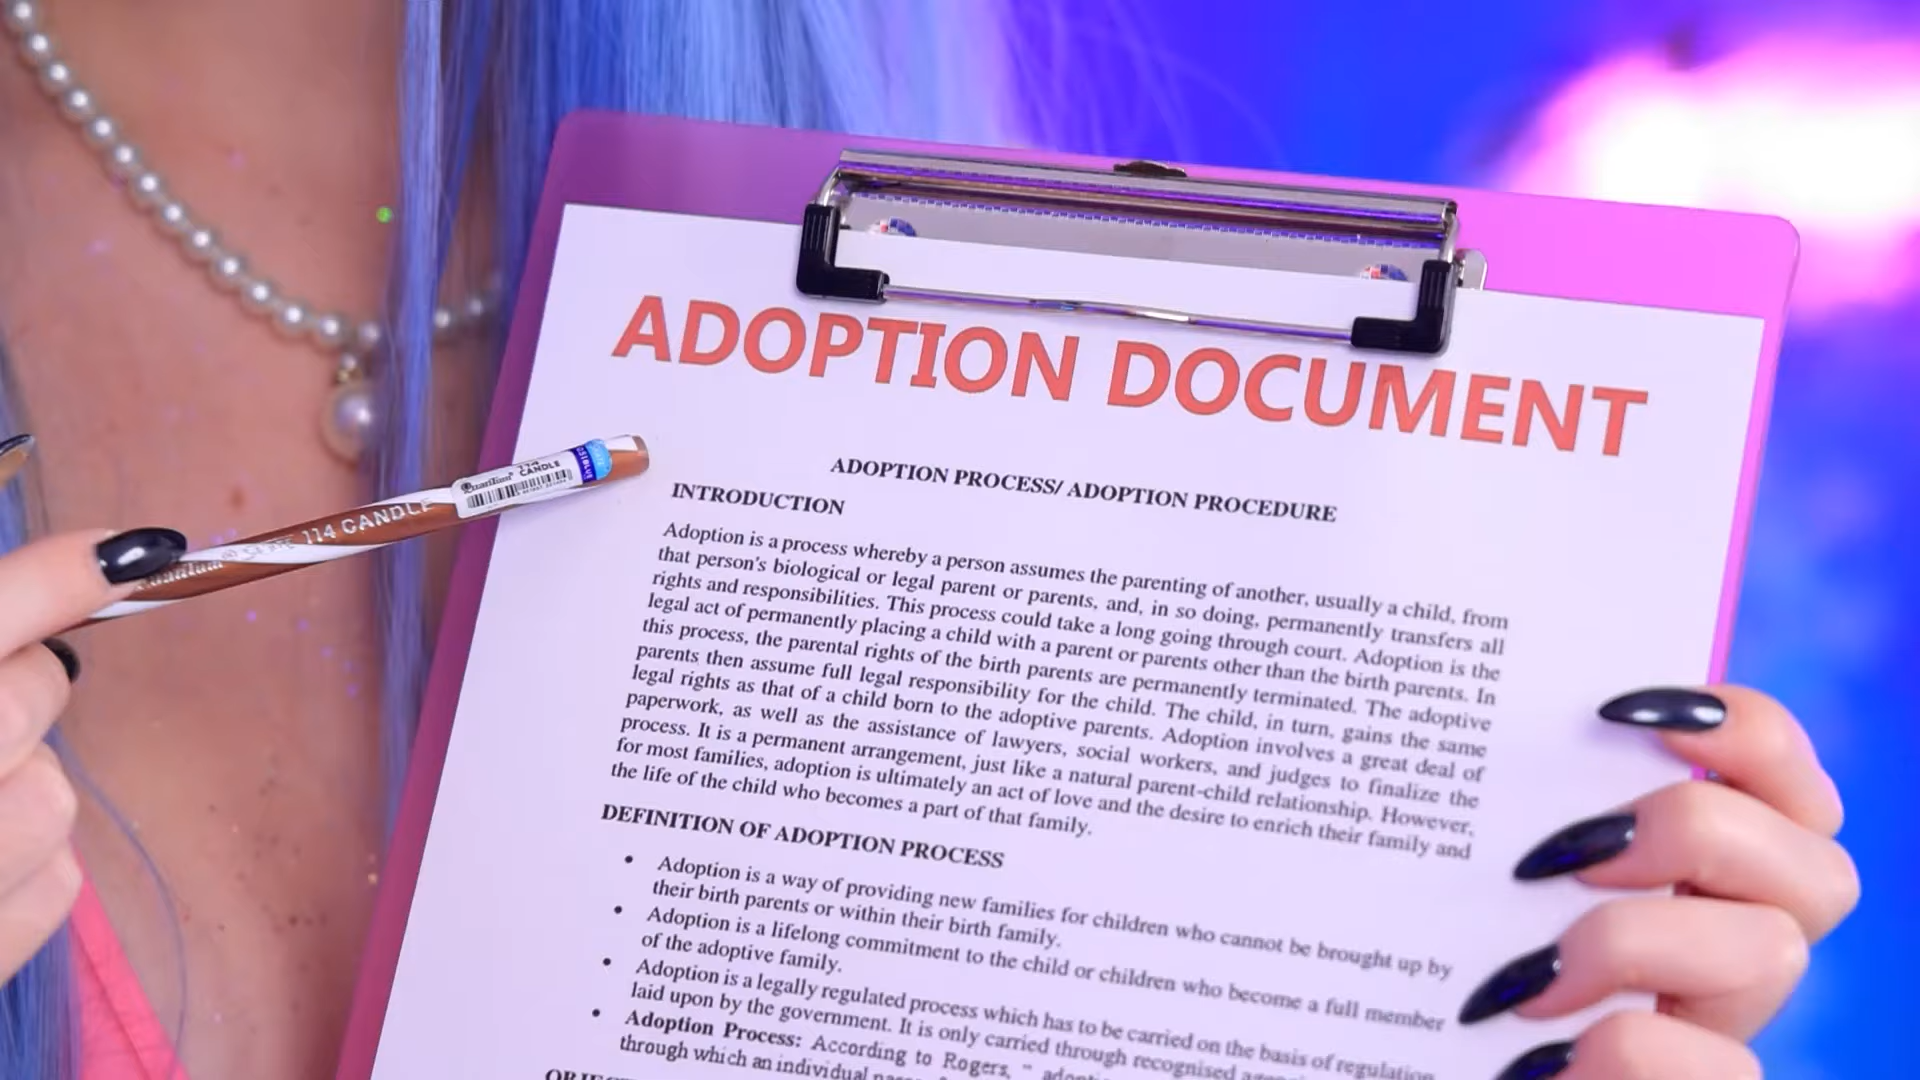 ADOPTION DOCUMENT
ADOPTION PROCESS/ ADOPTION PROCEDURE
INTRODUCTION
Adoption is a process whereby a person assumes the parenting of another, usually a child, from
that person's biological or legal parent or parents, and, in so doing, permanently transfers all
rights and responsibilities. This process could take a long going through court. Adoption is the
legal act of permanently placing a child with a parent or parents other than the birth parents. In
this process, the parental rights of the birth parents are permanently terminated. The adoptive
parents then assume full legal responsibility for the child. The child, in turn, gains the same
legal rights as that of a child born to the adoptive parents. Adoption involves a great deal of
paperwork, as well as the assistance of lawyers, social workers, and judges to finalize the
process. It is a permanent arrangement, just like a natural parent-child relationship. However,
for most families, adoption is ultimately an act of love and the desire to enrich their family and
the life of the child who becomes a part of that family.
DEFINITION OF ADOPTION PROCESS
• Adoption is a way of providing new families for children who cannot be brought up by
their birth parents or within their birth family.
• Adoption is a lifelong commitment to the child or children who become a full member
of the adoptive family.
• Adoption is a legally regulated process which has to be carried on the basis of regulation
laid upon by the government. It is only carried through recognised
• Adoption Process: According to Rogers, "
through which an individual
Quantum 114 CANDLE
114 CANDLE
Quantum